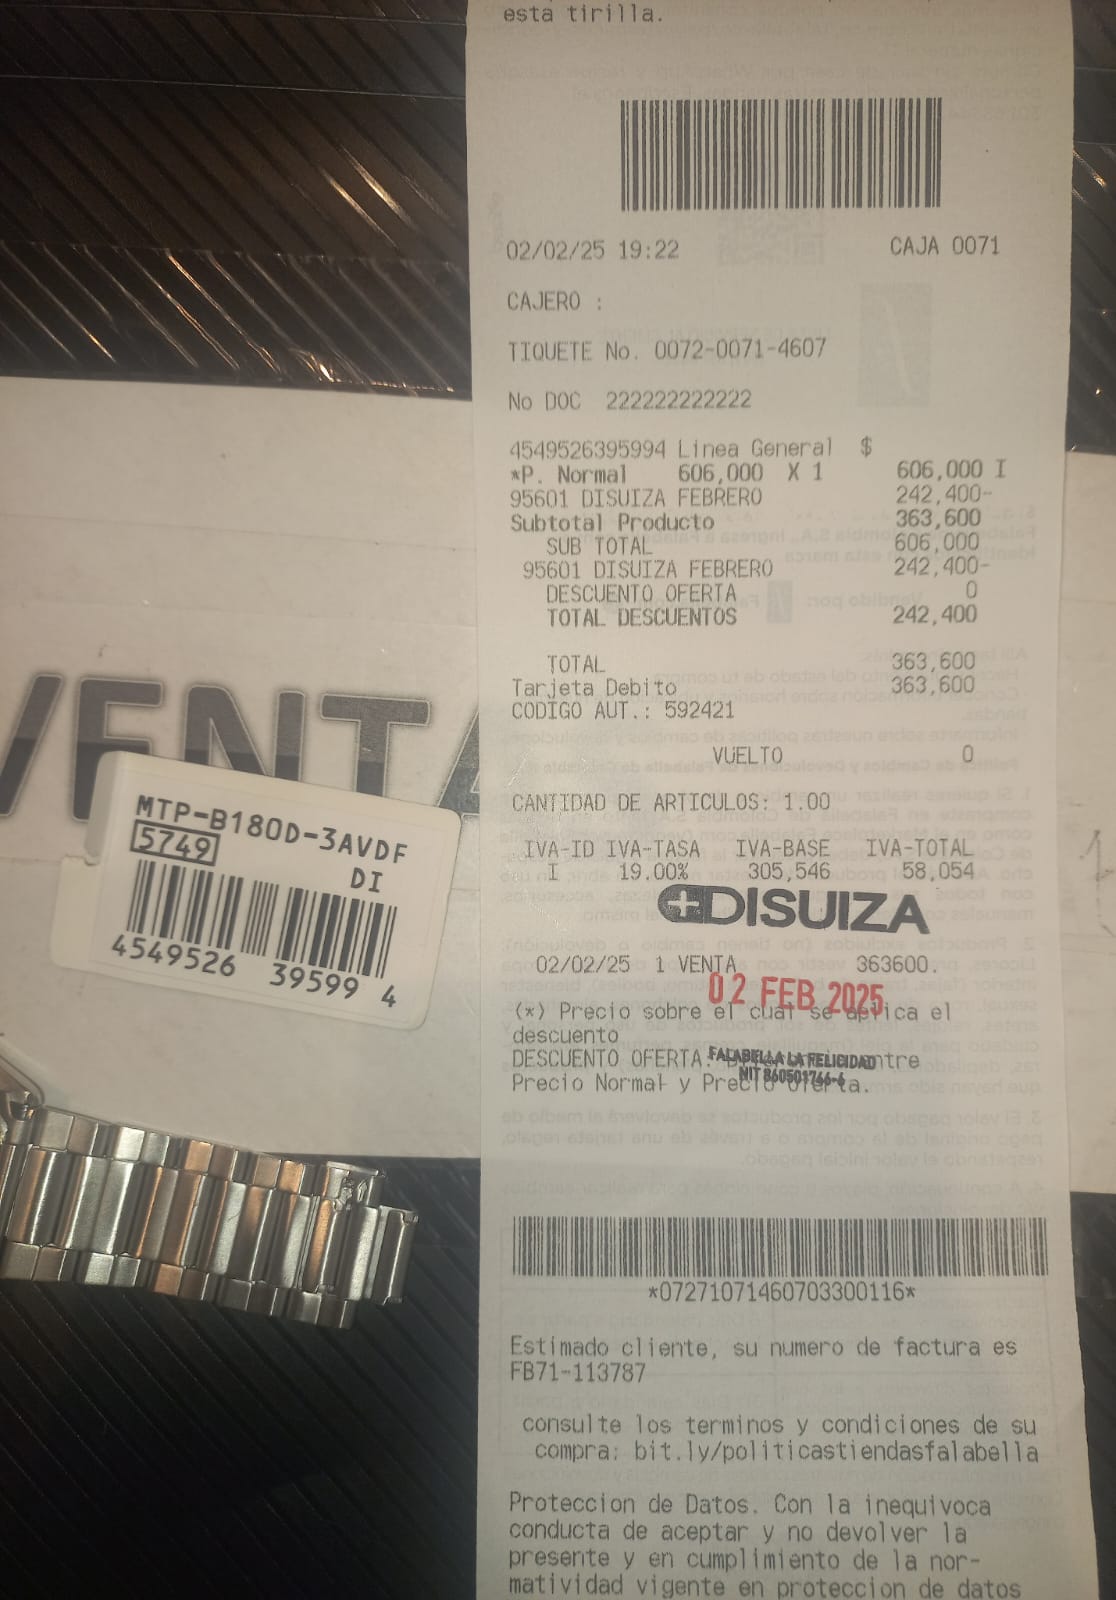 esta tirilla.
02/02/25 19:22 CAJA 0071
CAJERO :
TIQUETE No. 0072-0071-4607
No DOC 222222222222
4549526395994 Linea General $
*P. Normal 606,000 X 1 606,000 I
95601 DISUIZA FEBRERO 242,400-
Subtotal Producto 363,600
SUB TOTAL 606,000
95601 DISUIZA FEBRERO 242,400-
DESCUENTO OFERTA 0
TOTAL DESCUENTOS 242,400
TOTAL 363,600
Tarjeta Debito 363,600
CODIGO AUT.: 592421
VUELTO 0
CANTIDAD DE ARTICULOS: 1.00
IVA-ID IVA-TASA IVA-BASE IVA-TOTAL
I 19.00% 305,546 58,054
DISUIZA
02/02/25 1 VENTA 363600.
02 FEB 2025
(*) Precio sobre el cual se aplica el
descuento
DESCUENTO OFERTA: entre
FALABELLA LA FELICIDAD
NIT 860501766-6
Precio Normal y Precio Oferta.
*07271071460703300116*
Estimado cliente, su numero de factura es
FB71-113787
consulte los terminos y condiciones de su
compra: bit.ly/politicastiendasfalabella
Proteccion de Datos. Con la inequivoca
conducta de aceptar y no devolver la
presente y en cumplimiento de la nor-
matividad vigente en proteccion de datos
VENTA
MTP-B180D-3AVDF
5749
DI
4549526 39599 4